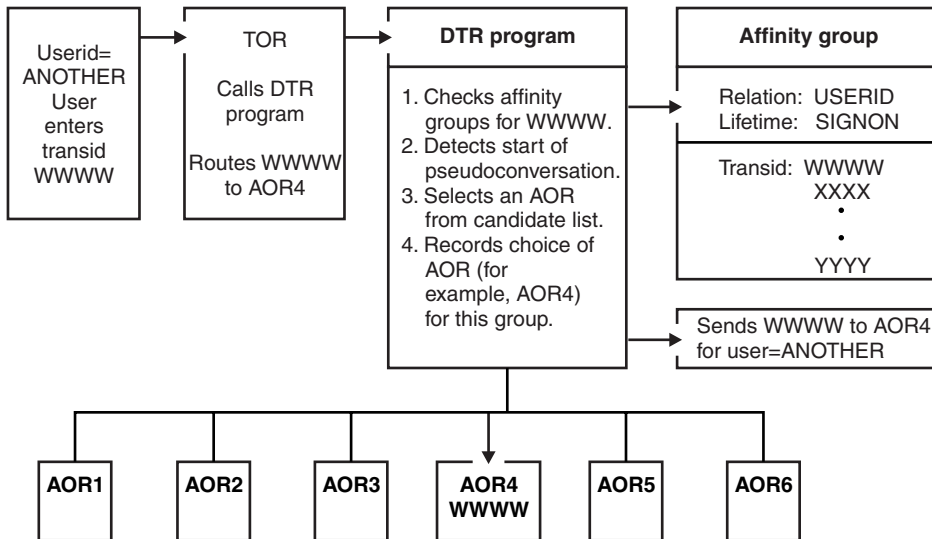 Userid=
ANOTHER
User
enters
transid
WWWW
TOR
Calls DTR
program
Routes WWWW
to AOR4
DTR program
1. Checks affinity
groups for WWWW.
2. Detects start of
pseudoconversation.
3. Selects an AOR
from candidate list.
4. Records choice of
AOR (for
example, AOR4)
for this group.
Affinity group
Relation: USERID
Lifetime: SIGNON
Transid: WWWW
XXXX
•
•
YYYY
Sends WWWW to AOR4
for user=ANOTHER
AOR1
AOR2
AOR3
AOR4
WWWW
AOR5
AOR6